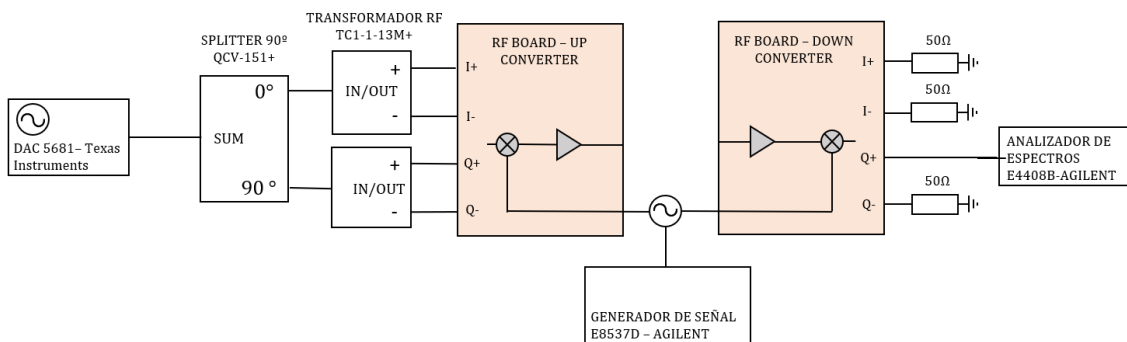 TRANSFORMADOR RF
TC1-1-13M+
SPLITTER 90º
QCV-151+
RF BOARD – UP
CONVERTER
RF BOARD – DOWN
CONVERTER
50Ω
50Ω
50Ω
0°
SUM
90 °
+
IN/OUT
-
+
IN/OUT
-
I+
I-
Q+
Q-
I+
I-
Q+
Q-
DAC 5681– Texas
Instruments
ANALIZADOR DE
ESPECTROS
E4408B-AGILENT
GENERADOR DE SEÑAL
E8537D – AGILENT